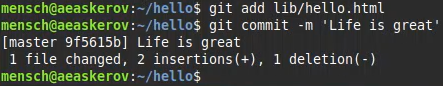 mensch@aeaskerov:~/hello$ git add lib/hello.html
mensch@aeaskerov:~/hello$ git commit -m 'Life is great'
[master 9f5615b] Life is great
 1 file changed, 2 insertions(+), 1 deletion(-)
mensch@aeaskerov:~/hello$